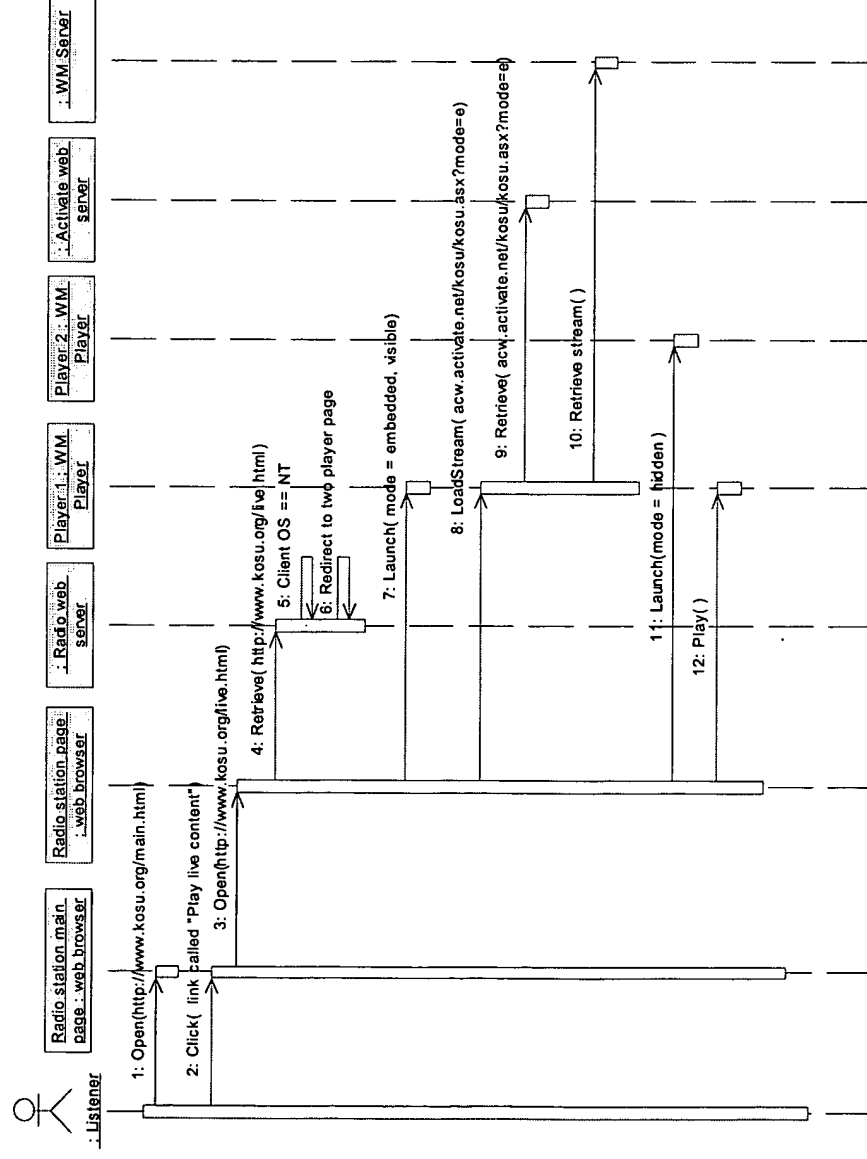 : Listener
Radio station main
page : web browser
Radio station page
: web browser
: Radio web
server
Player 1 : WM
Player
Player 2 : WM
Player
: Activate web
server
: WM Server
1: Open(http://www.kosu.org/main.html)
2: Click( link called "Play live content")
3: Open(http://www.kosu.org/live.html)
4: Retrieve( http://www.kosu.org/live.html)
5: Client OS == NT
6: Redirect to two player page
7: Launch( mode = embedded, visible)
8: LoadStream( acw.activate.net/kosu/kosu.asx?mode=e)
9: Retrieve( acw.activate.net/kosu/kosu.asx?mode=e)
10: Retrieve stream( )
11: Launch(mode = hidden )
12: Play( )